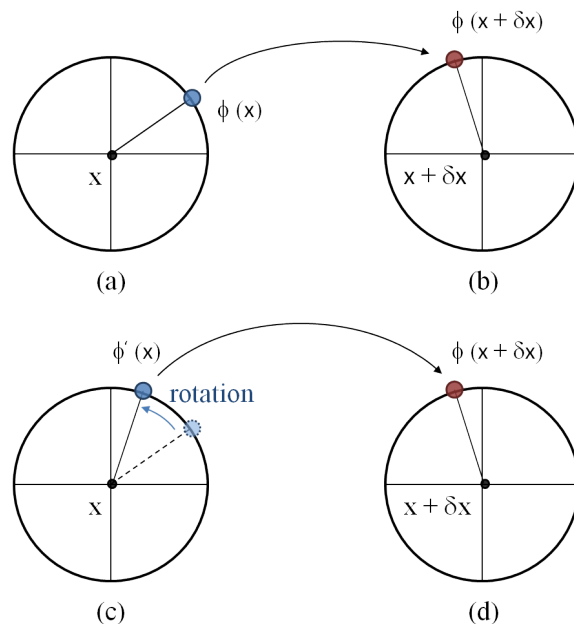 ϕ (x + δx)
ϕ (x)
x
x + δx
(a)
(b)
ϕ′ (x)
ϕ (x + δx)
rotation
x
x + δx
(c)
(d)